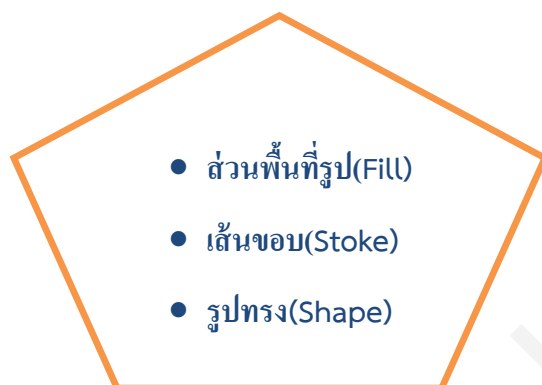 • ส่วนพื้นที่รูป(Fill)
• เส้นขอบ(Stoke)
• รูปทรง(Shape)